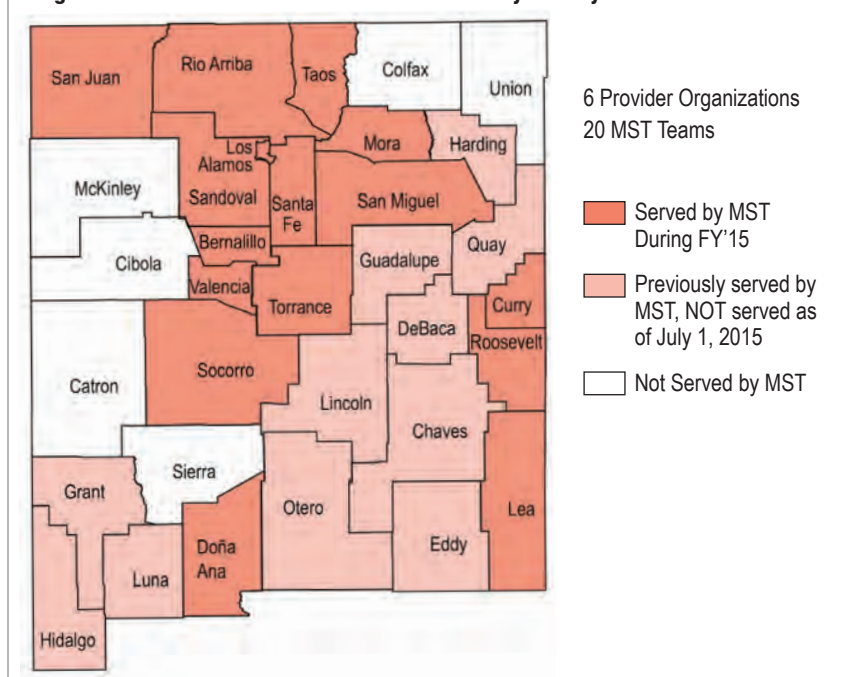 San Juan
Rio Arriba
Taos
Colfax
Union
Los
Alamos
Mora
Harding
McKinley
Sandoval
Santa
Fe
San Miguel
Bernalillo
Quay
Cibola
Guadalupe
Valencia
Torrance
Curry
DeBaca
Roosevelt
Socorro
Catron
Lincoln
Chaves
Sierra
Grant
Otero
Lea
Doña
Ana
Eddy
Luna
Hidalgo
6 Provider Organizations
20 MST Teams
Served by MST
During FY'15
Previously served by
MST, NOT served as
of July 1, 2015
Not Served by MST